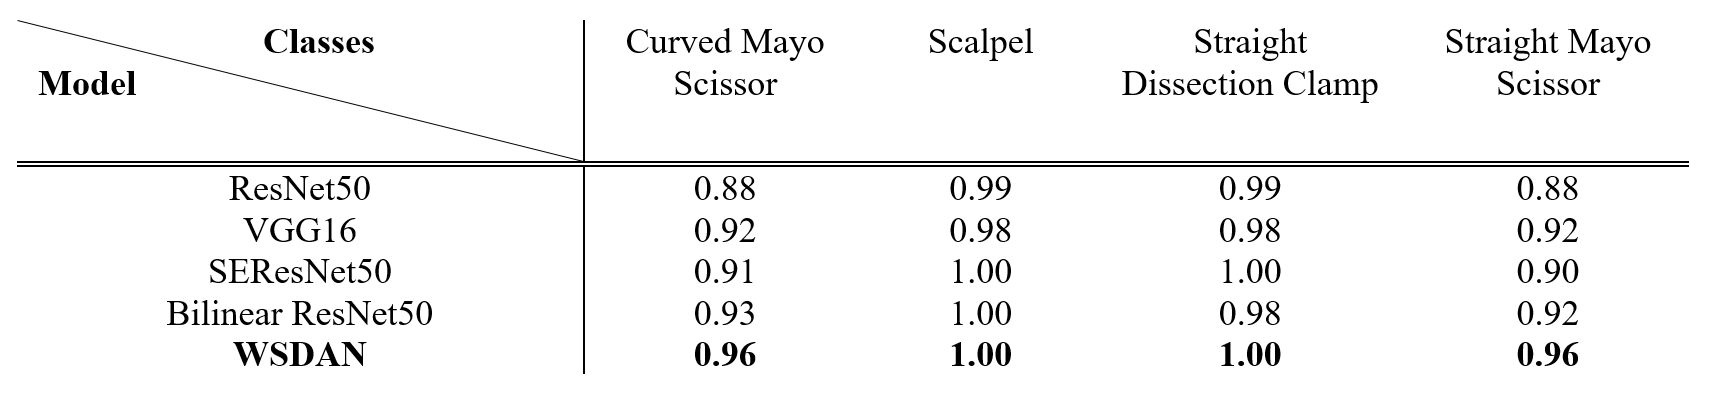 Classes Curved Mayo Scalpel Straight Straight Mayo
Model Scissor Dissection Clamp Scissor
ResNet50 0.88 0.99 0.99 0.88
VGG16 0.92 0.98 0.98 0.92
SEResNet50 0.91 1.00 1.00 0.90
Bilinear ResNet50 0.93 1.00 0.98 0.92
WSDAN 0.96 1.00 1.00 0.96